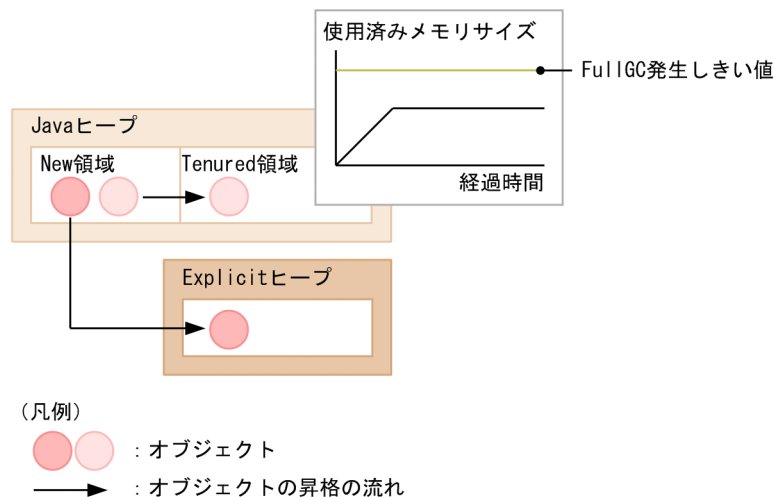 使用済みメモリサイズ
FullGC発生しきい値
経過時間
Javaヒープ
New領域
Tenured領域
Explicitヒープ
(凡例)
：オブジェクト
：オブジェクトの昇格の流れ